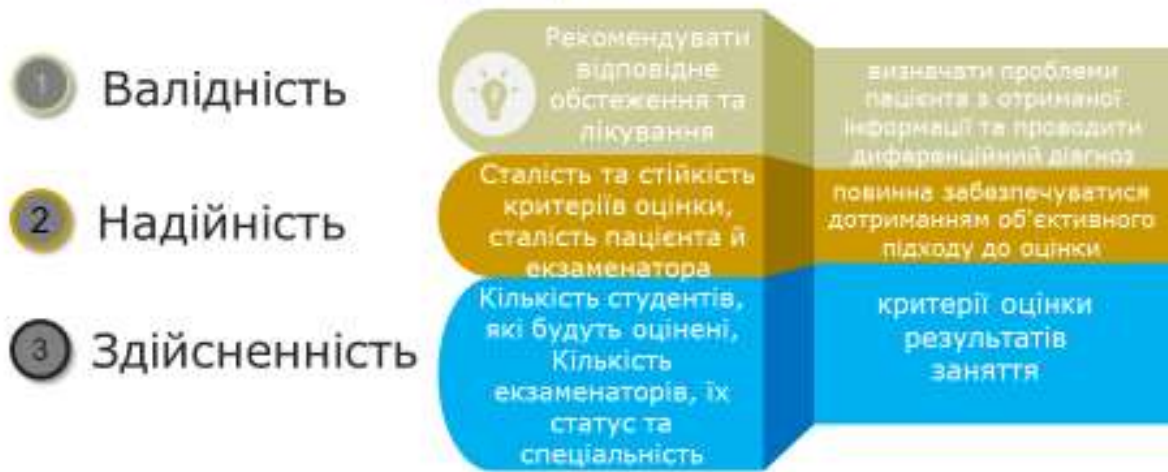 1
Валідність
Рекомендувати
відповідне
обстеження та
лікування
визначати проблеми
пацієнта з отриманої
інформації та проводити
диференційний діагноз
2
Надійність
Сталість та стійкість
критеріїв оцінки,
сталість пацієнта й
екзаменатора
повинна забезпечуватися
дотриманням об'єктивного
підходу до оцінки
3
Здійсненність
Кількість студентів,
які будуть оцінені,
Кількість
екзаменаторів, їх
статус та
спеціальність
критерії оцінки
результатів
заняття